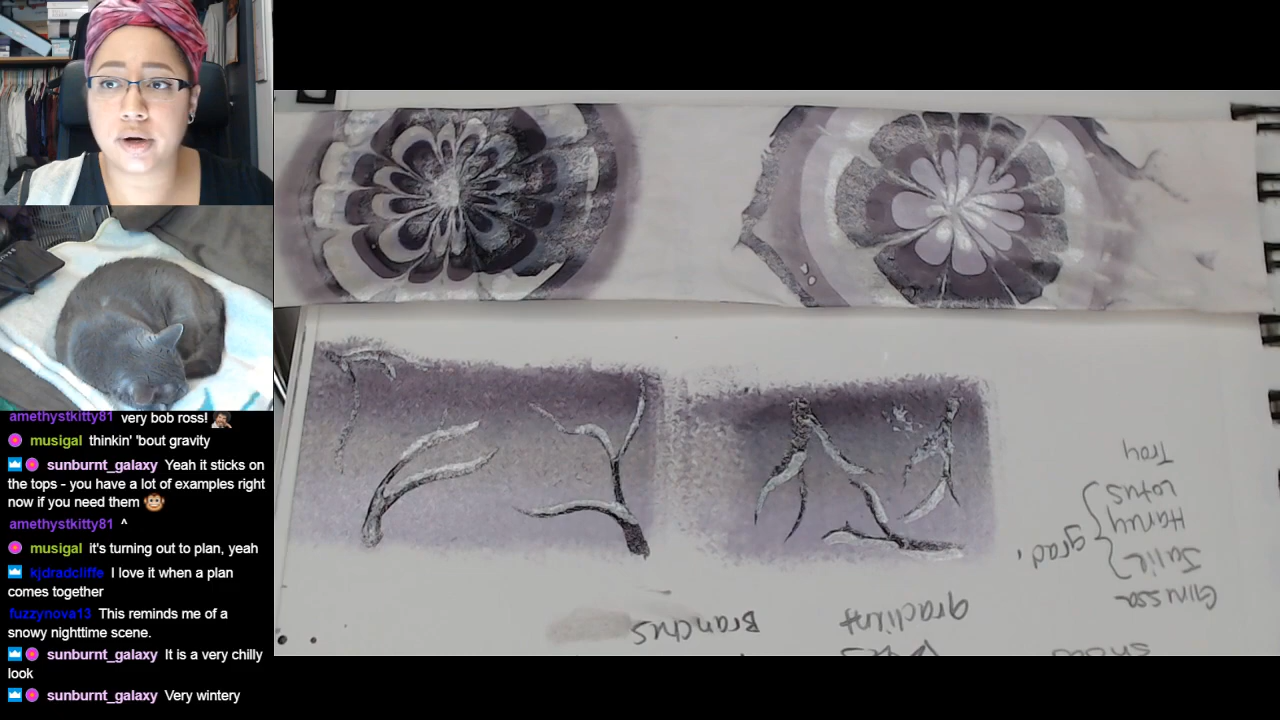 amethystkitty81 very bob ross!
musigal thinkin' 'bout gravity
sunburnt_galaxy Yeah it sticks on
the tops - you have a lot of examples right
now if you need them
amethystkitty81 ^
musigal it's turning out to plan, yeah
kjdradcliffe I love it when a plan
comes together
fuzzynova13 This reminds me of a
snowy nighttime scene.
sunburnt_galaxy It is a very chilly
look
sunburnt_galaxy Very wintery
Troy
Lotus
Harvy
Julie
grad.
gradient
Branches
snow